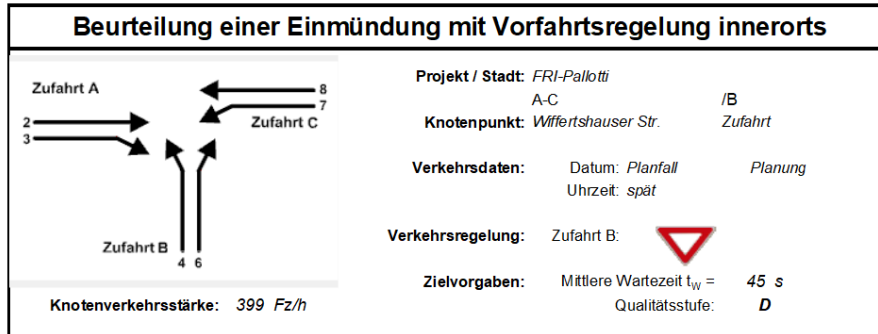 Beurteilung einer Einmündung mit Vorfahrtsregelung innerorts
Zufahrt A
8
7
Zufahrt C
2
3
Zufahrt B
4 6
Knotenverkehrsstärke: 399 Fz/h
Projekt / Stadt: FRI-Pallotti
A-C /B
Knotenpunkt: Wiffertshauser Str. Zufahrt
Verkehrsdaten: Datum: Planfall Planung
Uhrzeit: spät
Verkehrsregelung: Zufahrt B:
Zielvorgaben: Mittlere Wartezeit tW = 45 s
Qualitätsstufe: D